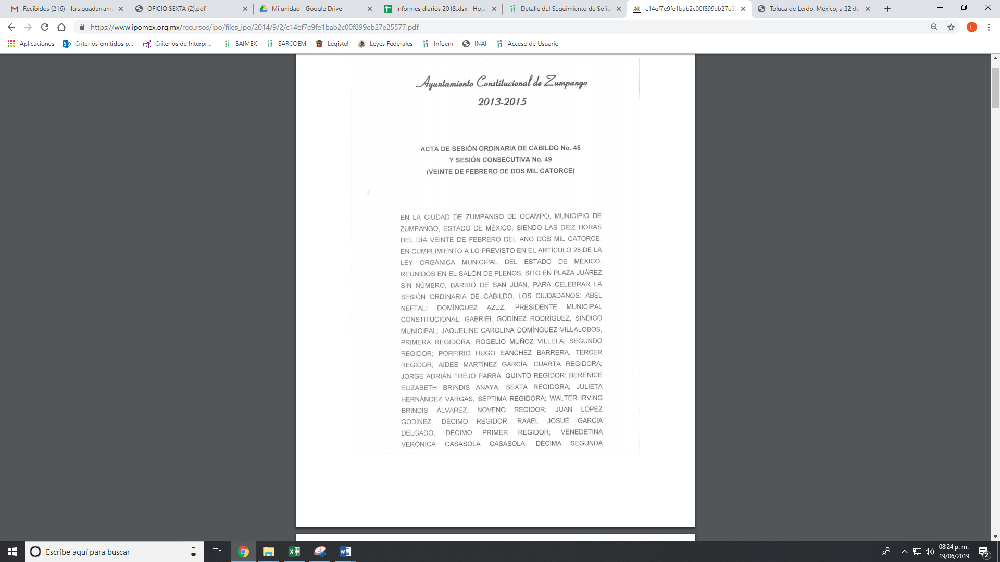 Recibidos (216) - luis.guadarrama
OFICIO SEXTA (2).pdf
Mi unidad - Google Drive
informes diarios 2018.xlsx - Hoja
Detalle del Seguimiento de Solici
c14ef7e9fe1bab2c00f899eb27e25
Toluca de Lerdo, México, a 22 de
https://www.ipomex.org.mx/recursos/ipo/files_ipo/2014/9/2/c14ef7e9fe1bab2c00f899eb27e25577.pdf
L
Aplicaciones
Criterios emitidos p...
Criterios de Interpr...
SAIMEX
SARCOEM
Legistel
Leyes Federales
Infoem
INAI
Acceso de Usuario
Ayuntamiento Constitucional de Zumpango
2013-2015
ACTA DE SESIÓN ORDINARIA DE CABILDO No. 45
Y SESIÓN CONSECUTIVA No. 49
(VEINTE DE FEBRERO DE DOS MIL CATORCE)
EN LA CIUDAD DE ZUMPANGO DE OCAMPO, MUNICIPIO DE
ZUMPANGO, ESTADO DE MÉXICO, SIENDO LAS DIEZ HORAS
DEL DÍA VEINTE DE FEBRERO DEL AÑO DOS MIL CATORCE,
EN CUMPLIMIENTO A LO PREVISTO EN EL ARTÍCULO 28 DE LA
LEY ORGÁNICA MUNICIPAL DEL ESTADO DE MÉXICO,
REUNIDOS EN EL SALÓN DE PLENOS, SITO EN PLAZA JUÁREZ
SIN NÚMERO, BARRIO DE SAN JUAN, PARA CELEBRAR LA
SESIÓN ORDINARIA DE CABILDO, LOS CIUDADANOS: ABEL
NEFTALI DOMÍNGUEZ AZUZ, PRESIDENTE MUNICIPAL
CONSTITUCIONAL; GABRIEL GODÍNEZ RODRÍGUEZ, SINDICO
MUNICIPAL; JAQUELINE CAROLINA DOMÍNGUEZ VILLALOBOS,
PRIMERA REGIDORA; ROGELIO MUÑOZ VILLELA, SEGUNDO
REGIDOR; PORFIRIO HUGO SÁNCHEZ BARRERA, TERCER
REGIDOR; AIDEE MARTÍNEZ GARCÍA, CUARTA REGIDORA;
JORGE ADRIÁN TREJO PARRA, QUINTO REGIDOR; BERENICE
ELIZABETH BRINDIS ANAYA, SEXTA REGIDORA; JULIETA
HERNÁNDEZ VARGAS, SÉPTIMA REGIDORA; WALTER IRVING
BRINDIS ÁLVAREZ, NOVENO REGIDOR; JUAN LÓPEZ
GODÍNEZ, DÉCIMO REGIDOR, RAAEL JOSUÉ GARCÍA
DELGADO, DÉCIMO PRIMER REGIDOR; VENEDETINA
VERÓNICA CASASOLA CASASOLA, DÉCIMA SEGUNDA
Escribe aquí para buscar
08:24 p. m.
19/06/2019
2